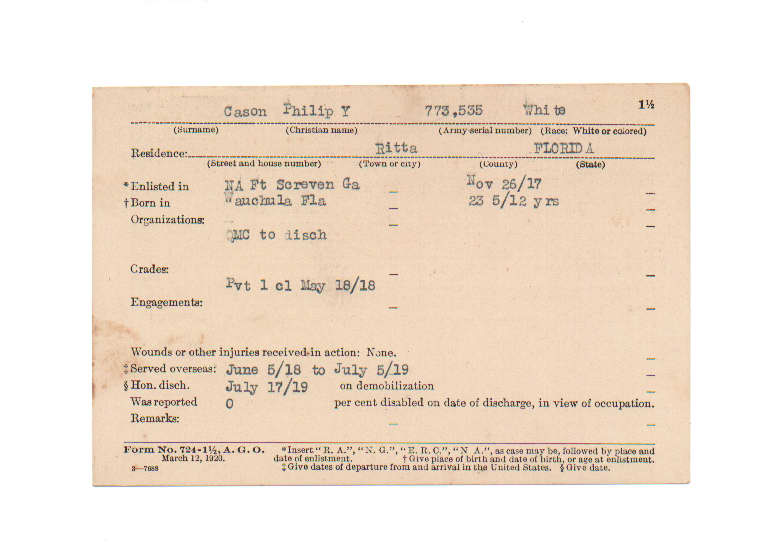 Cason Philip Y 773,535 White 1½
(Surname) (Christian name) (Army serial number) (Race: White or colored)
Residence: Ritta FLORIDA
(Street and house number) (Town or city) (County) (State)
*Enlisted in NA Ft Screven Ga Nov 26/17
†Born in Wauchula Fla 23 5/12 yrs
Organizations:
QMC to disch
Grades:
Pvt 1 cl May 18/18
Engagements:
Wounds or other injuries received in action: None.
‡Served overseas: June 5/18 to July 5/19
§Hon. disch. July 17/19 on demobilization
Was reported 0 per cent disabled on date of discharge, in view of occupation.
Remarks:
Form No. 724-1½, A. G. O. *Insert "R. A.", "N. G.", "E. R. C.", "N A.", as case may be, followed by place and
March 12, 1920. date of enlistment. †Give place of birth and date of birth, or age at enlistment.
3—7688 ‡Give dates of departure from and arrival in the United States. §Give date.